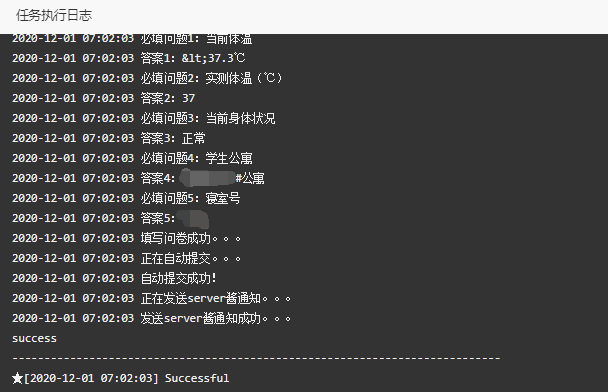 任务执行日志
2020-12-01 07:02:03 必填问题1：当前体温
2020-12-01 07:02:03 答案1：&lt;37.3℃
2020-12-01 07:02:03 必填问题2：实测体温（℃）
2020-12-01 07:02:03 答案2：37
2020-12-01 07:02:03 必填问题3：当前身体状况
2020-12-01 07:02:03 答案3：正常
2020-12-01 07:02:03 必填问题4：学生公寓
2020-12-01 07:02:03 答案4：#公寓
2020-12-01 07:02:03 必填问题5：寝室号
2020-12-01 07:02:03 答案5：
2020-12-01 07:02:03 填写问卷成功。。。
2020-12-01 07:02:03 正在自动提交。。。
2020-12-01 07:02:03 自动提交成功!
2020-12-01 07:02:03 正在发送server酱通知。。。
2020-12-01 07:02:03 发送server酱通知成功。。。
success
--------------------------------------------------------------------
★[2020-12-01 07:02:03] Successful